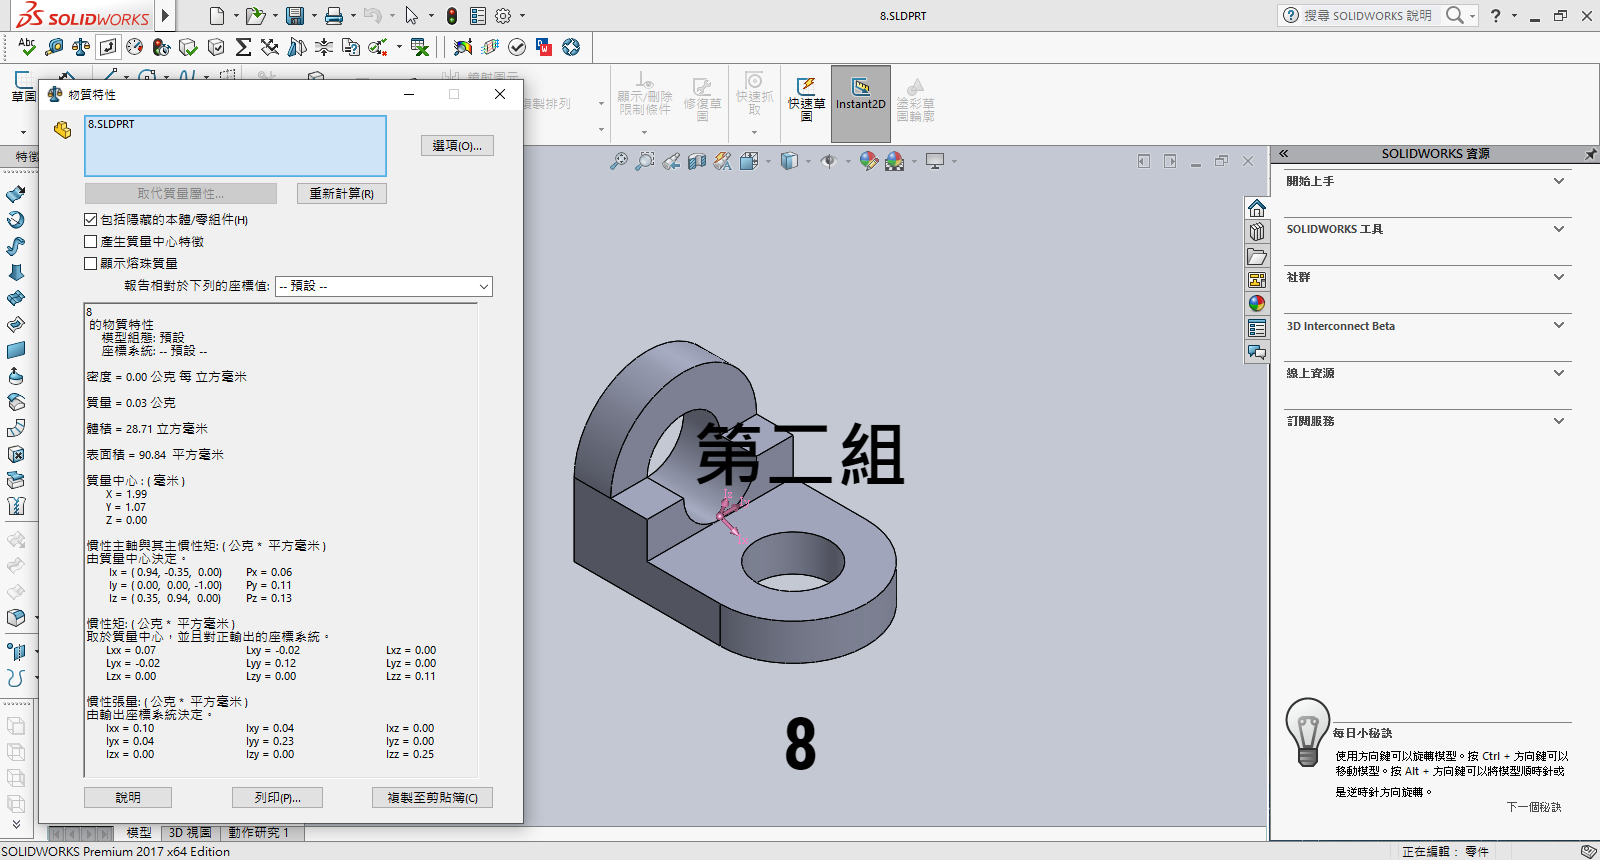 SOLIDWORKS
8.SLDPRT
搜尋 SOLIDWORKS 說明
草圖
鏡射圖元
複製排列
顯示/刪除限制條件
修復草圖
快速抓取
快速草圖
Instant2D
塗彩草圖輪廓
特徵
物質特性
8.SLDPRT
選項(O)...
取代質量屬性...
重新計算(R)
包括隱藏的本體/零組件(H)
產生質量中心特徵
顯示熔珠質量
報告相對於下列的座標值: -- 預設 --
8
的物質特性
模型組態: 預設
座標系統: -- 預設 --
密度 = 0.00 公克 每 立方毫米
質量 = 0.03 公克
體積 = 28.71 立方毫米
表面積 = 90.84 平方毫米
質量中心 : ( 毫米 )
X = 1.99
Y = 1.07
Z = 0.00
慣性主軸與其主慣性矩: ( 公克 * 平方毫米 )
由質量中心決定。
Ix = ( 0.94, -0.35, 0.00) Px = 0.06
Iy = ( 0.00, 0.00, -1.00) Py = 0.11
Iz = ( 0.35, 0.94, 0.00) Pz = 0.13
慣性矩: ( 公克 * 平方毫米 )
取於質量中心，並且對正輸出的座標系統。
Lxx = 0.07 Lxy = -0.02 Lxz = 0.00
Lyx = -0.02 Lyy = 0.12 Lyz = 0.00
Lzx = 0.00 Lzy = 0.00 Lzz = 0.11
慣性張量: ( 公克 * 平方毫米 )
由輸出座標系統決定。
Ixx = 0.10 Ixy = 0.04 Ixz = 0.00
Iyx = 0.04 Iyy = 0.23 Iyz = 0.00
Izx = 0.00 Izy = 0.00 Izz = 0.25
說明
列印(P)...
複製至剪貼簿(C)
第二組
8
SOLIDWORKS 資源
開始上手
SOLIDWORKS 工具
社群
3D Interconnect Beta
線上資源
訂閱服務
每日小秘訣
使用方向鍵可以旋轉模型。按 Ctrl + 方向鍵可以
移動模型。按 Alt + 方向鍵可以將模型順時針或
是逆時針方向旋轉。
下一個秘訣
模型 3D 視圖 動作研究 1
SOLIDWORKS Premium 2017 x64 Edition
正在編輯： 零件